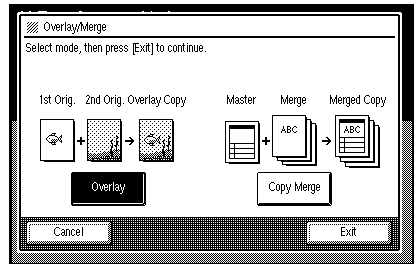 Overlay/Merge
Select mode, then press [Exit] to continue.
1st Orig. 2nd Orig. Overlay Copy Master Merge Merged Copy
ABC ABC
Overlay Copy Merge
Cancel Exit